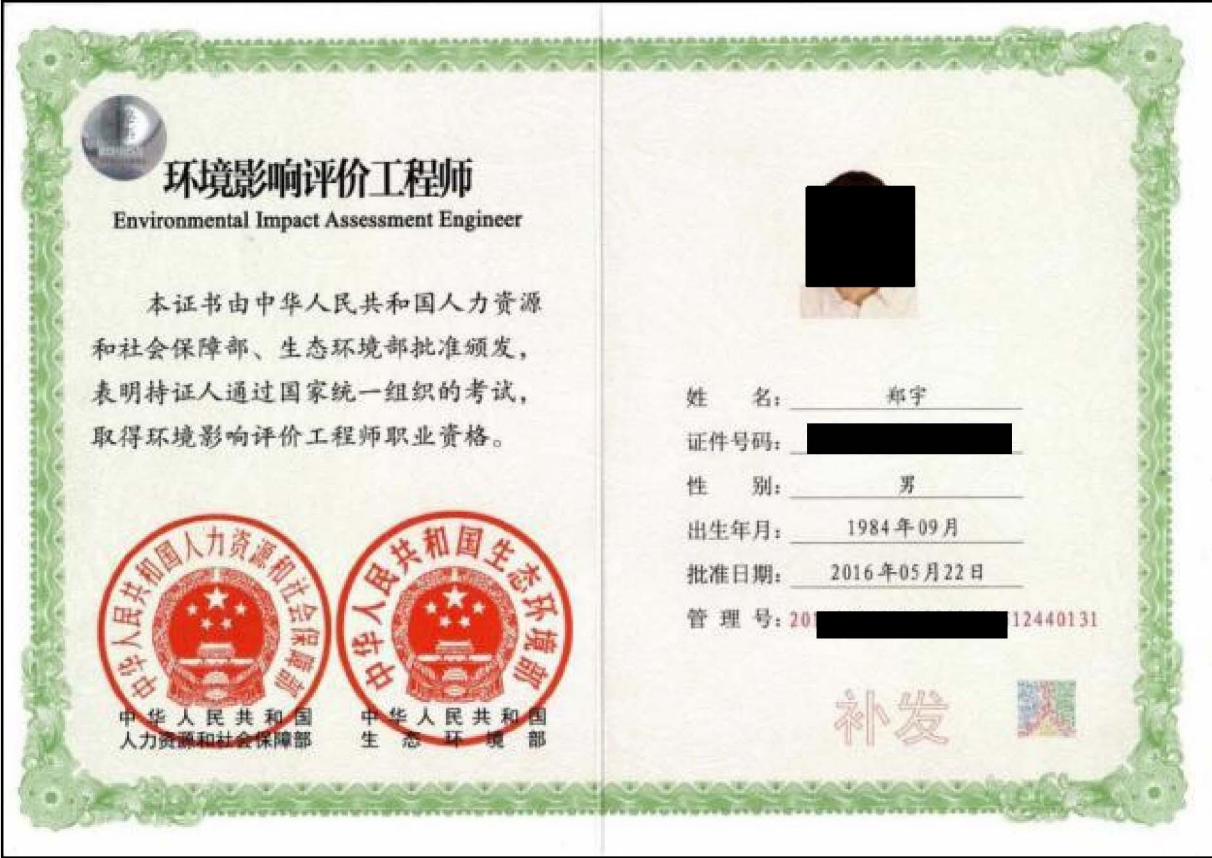 环境影响评价工程师
Environmental Impact Assessment Engineer
本证书由中华人民共和国人力资源
和社会保障部、生态环境部批准颁发，
表明持证人通过国家统一组织的考试，
取得环境影响评价工程师职业资格。
中华人民共和国人力资源和社会保障部
中华人民共和国生态环境部
中华人民共和国
人力资源和社会保障部
中华人民共和国
生态环境部
姓 名： 郑宇
证件号码：
性 别： 男
出生年月： 1984年09月
批准日期： 2016年05月22日
管 理 号：201 12440131
补发